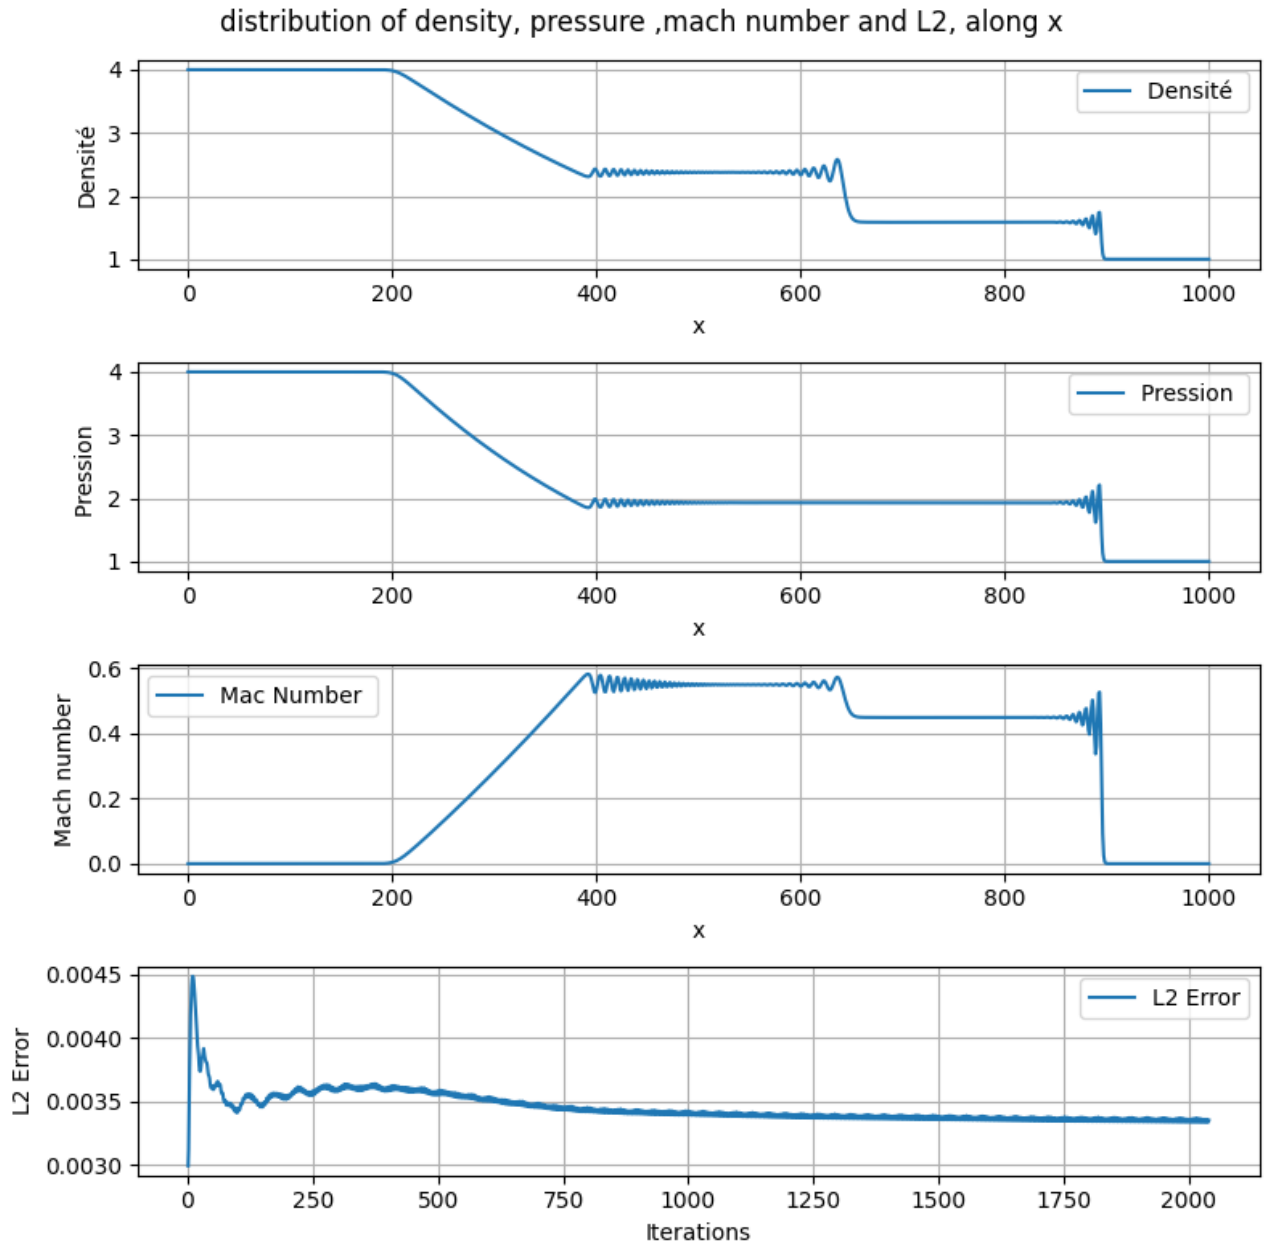 distribution of density, pressure ,mach number and L2, along x
4
3
2
1
Densité
Densité
0 200 400 600 800 1000
x
4
3
2
1
Pression
Pression
0 200 400 600 800 1000
x
0.6
0.4
0.2
0.0
Mach number
Mac Number
0 200 400 600 800 1000
x
0.0045
0.0040
0.0035
0.0030
L2 Error
L2 Error
0 250 500 750 1000 1250 1500 1750 2000
Iterations